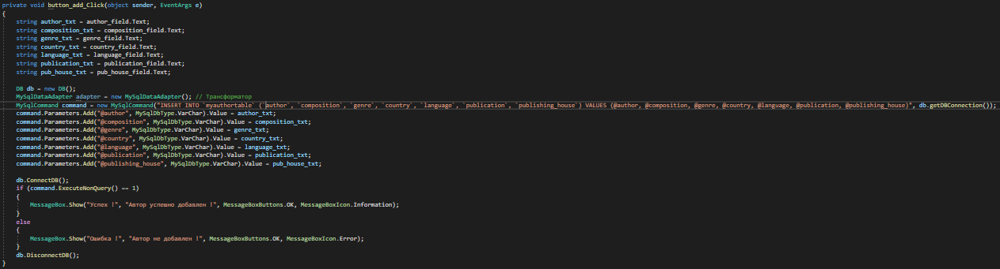 private void button_add_Click(object sender, EventArgs e)
{
string author_txt = author_field.Text;
string composition_txt = composition_field.Text;
string genre_txt = genre_field.Text;
string country_txt = country_field.Text;
string language_txt = language_field.Text;
string publication_txt = publication_field.Text;
string pub_house_txt = pub_house_field.Text;
DB db = new DB();
MySqlDataAdapter adapter = new MySqlDataAdapter(); // Трансформатор
MySqlCommand command = new MySqlCommand("INSERT INTO `myauthortable` (`author`, `composition`, `genre`, `country`, `language`, `publication`, `publishing_house`) VALUES (@author, @composition, @genre, @country, @language, @publication, @publishing_house)", db.getDBConnection());
command.Parameters.Add("@author", MySqlDbType.VarChar).Value = author_txt;
command.Parameters.Add("@composition", MySqlDbType.VarChar).Value = composition_txt;
command.Parameters.Add("@genre", MySqlDbType.VarChar).Value = genre_txt;
command.Parameters.Add("@country", MySqlDbType.VarChar).Value = country_txt;
command.Parameters.Add("@language", MySqlDbType.VarChar).Value = language_txt;
command.Parameters.Add("@publication", MySqlDbType.VarChar).Value = publication_txt;
command.Parameters.Add("@publishing_house", MySqlDbType.VarChar).Value = pub_house_txt;
db.ConnectDB();
if (command.ExecuteNonQuery() == 1)
{
MessageBox.Show("Успех !", "Автор успешно добавлен !", MessageBoxButtons.OK, MessageBoxIcon.Information);
}
else
{
MessageBox.Show("Ошибка !", "Автор не добавлен !", MessageBoxButtons.OK, MessageBoxIcon.Error);
}
db.DisconnectDB();
}